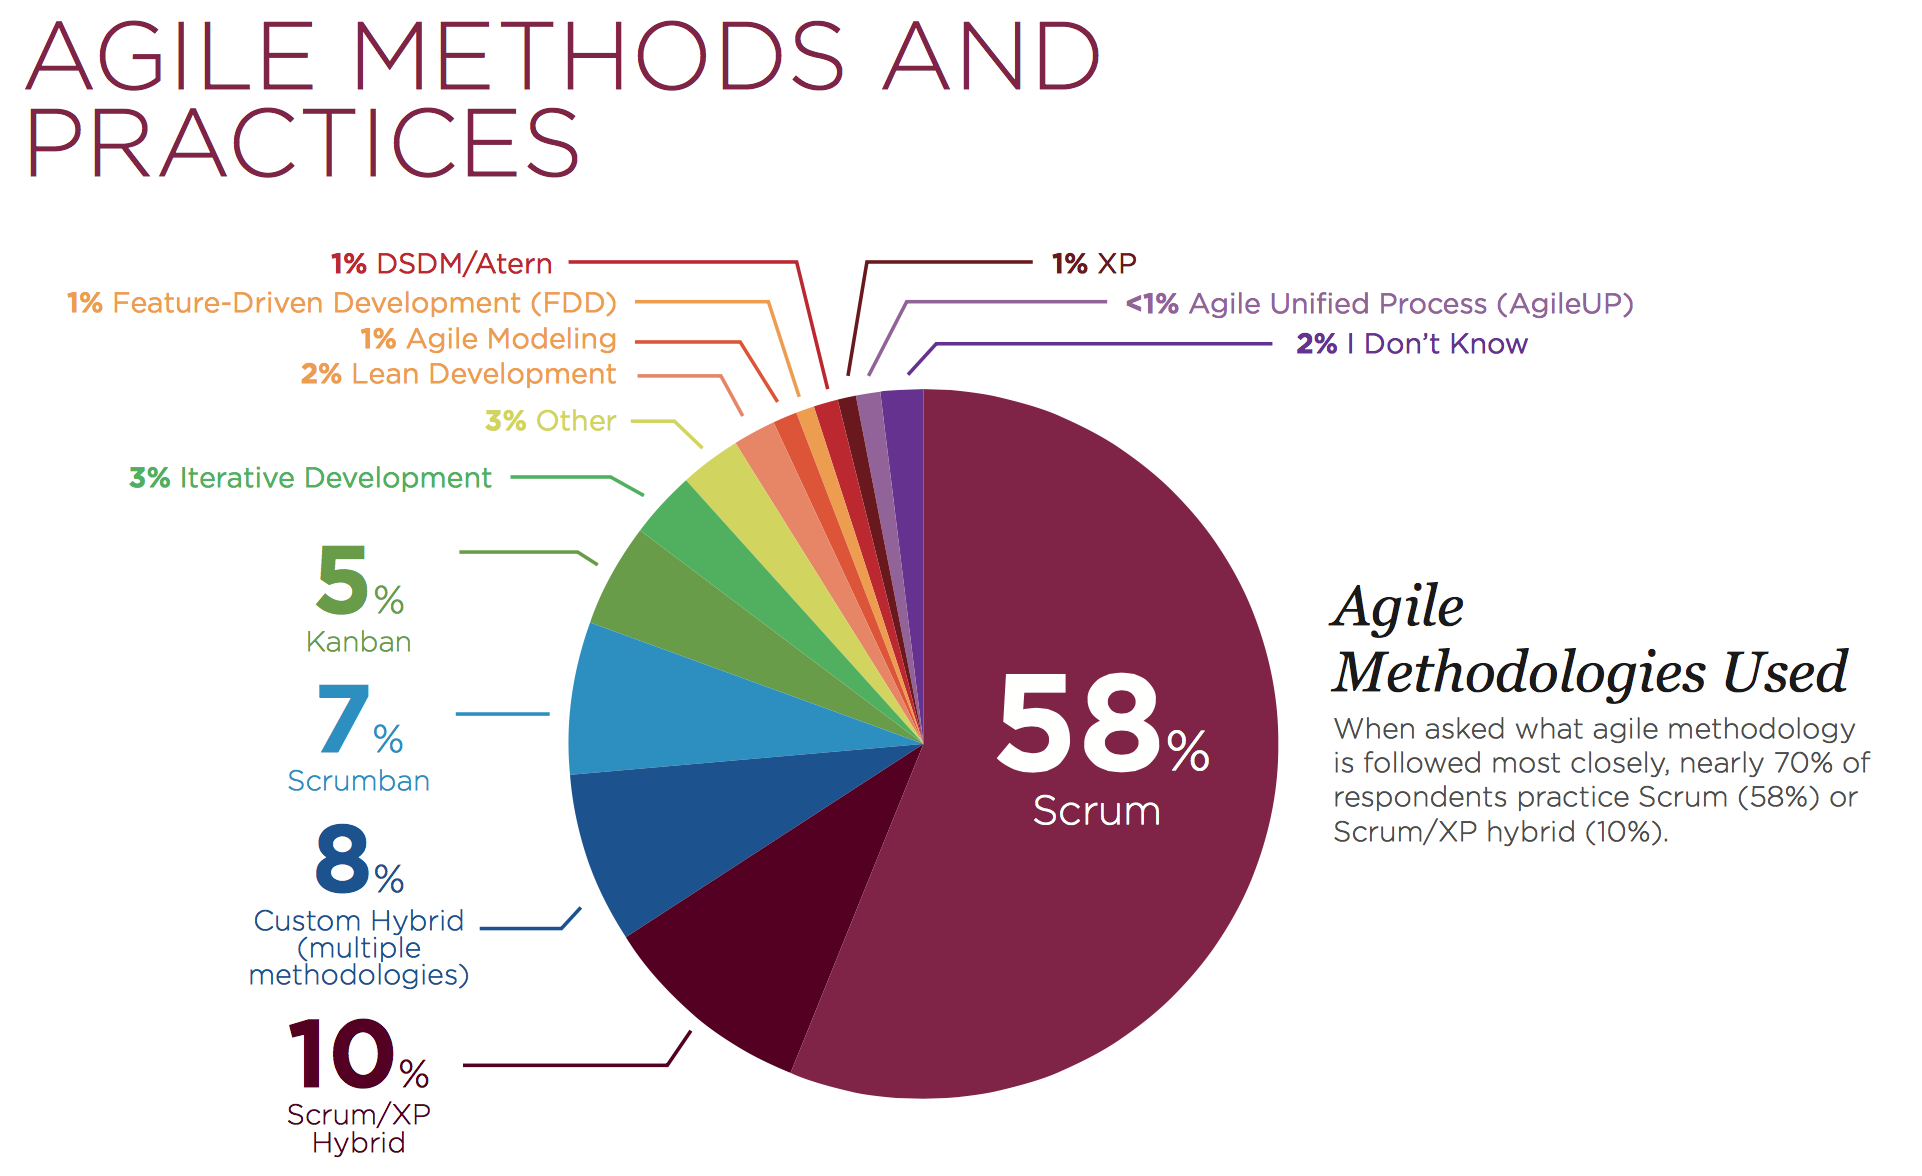 AGILE METHODS AND
PRACTICES
1% DSDM/Atern
1% Feature-Driven Development (FDD)
1% Agile Modeling
2% Lean Development
3% Other
3% Iterative Development
5%
Kanban
7%
Scrumban
8%
Custom Hybrid
(multiple
methodologies)
10%
Scrum/XP
Hybrid
1% XP
<1% Agile Unified Process (AgileUP)
2% I Don’t Know
58%
Scrum
Agile
Methodologies Used
When asked what agile methodology
is followed most closely, nearly 70% of
respondents practice Scrum (58%) or
Scrum/XP hybrid (10%).